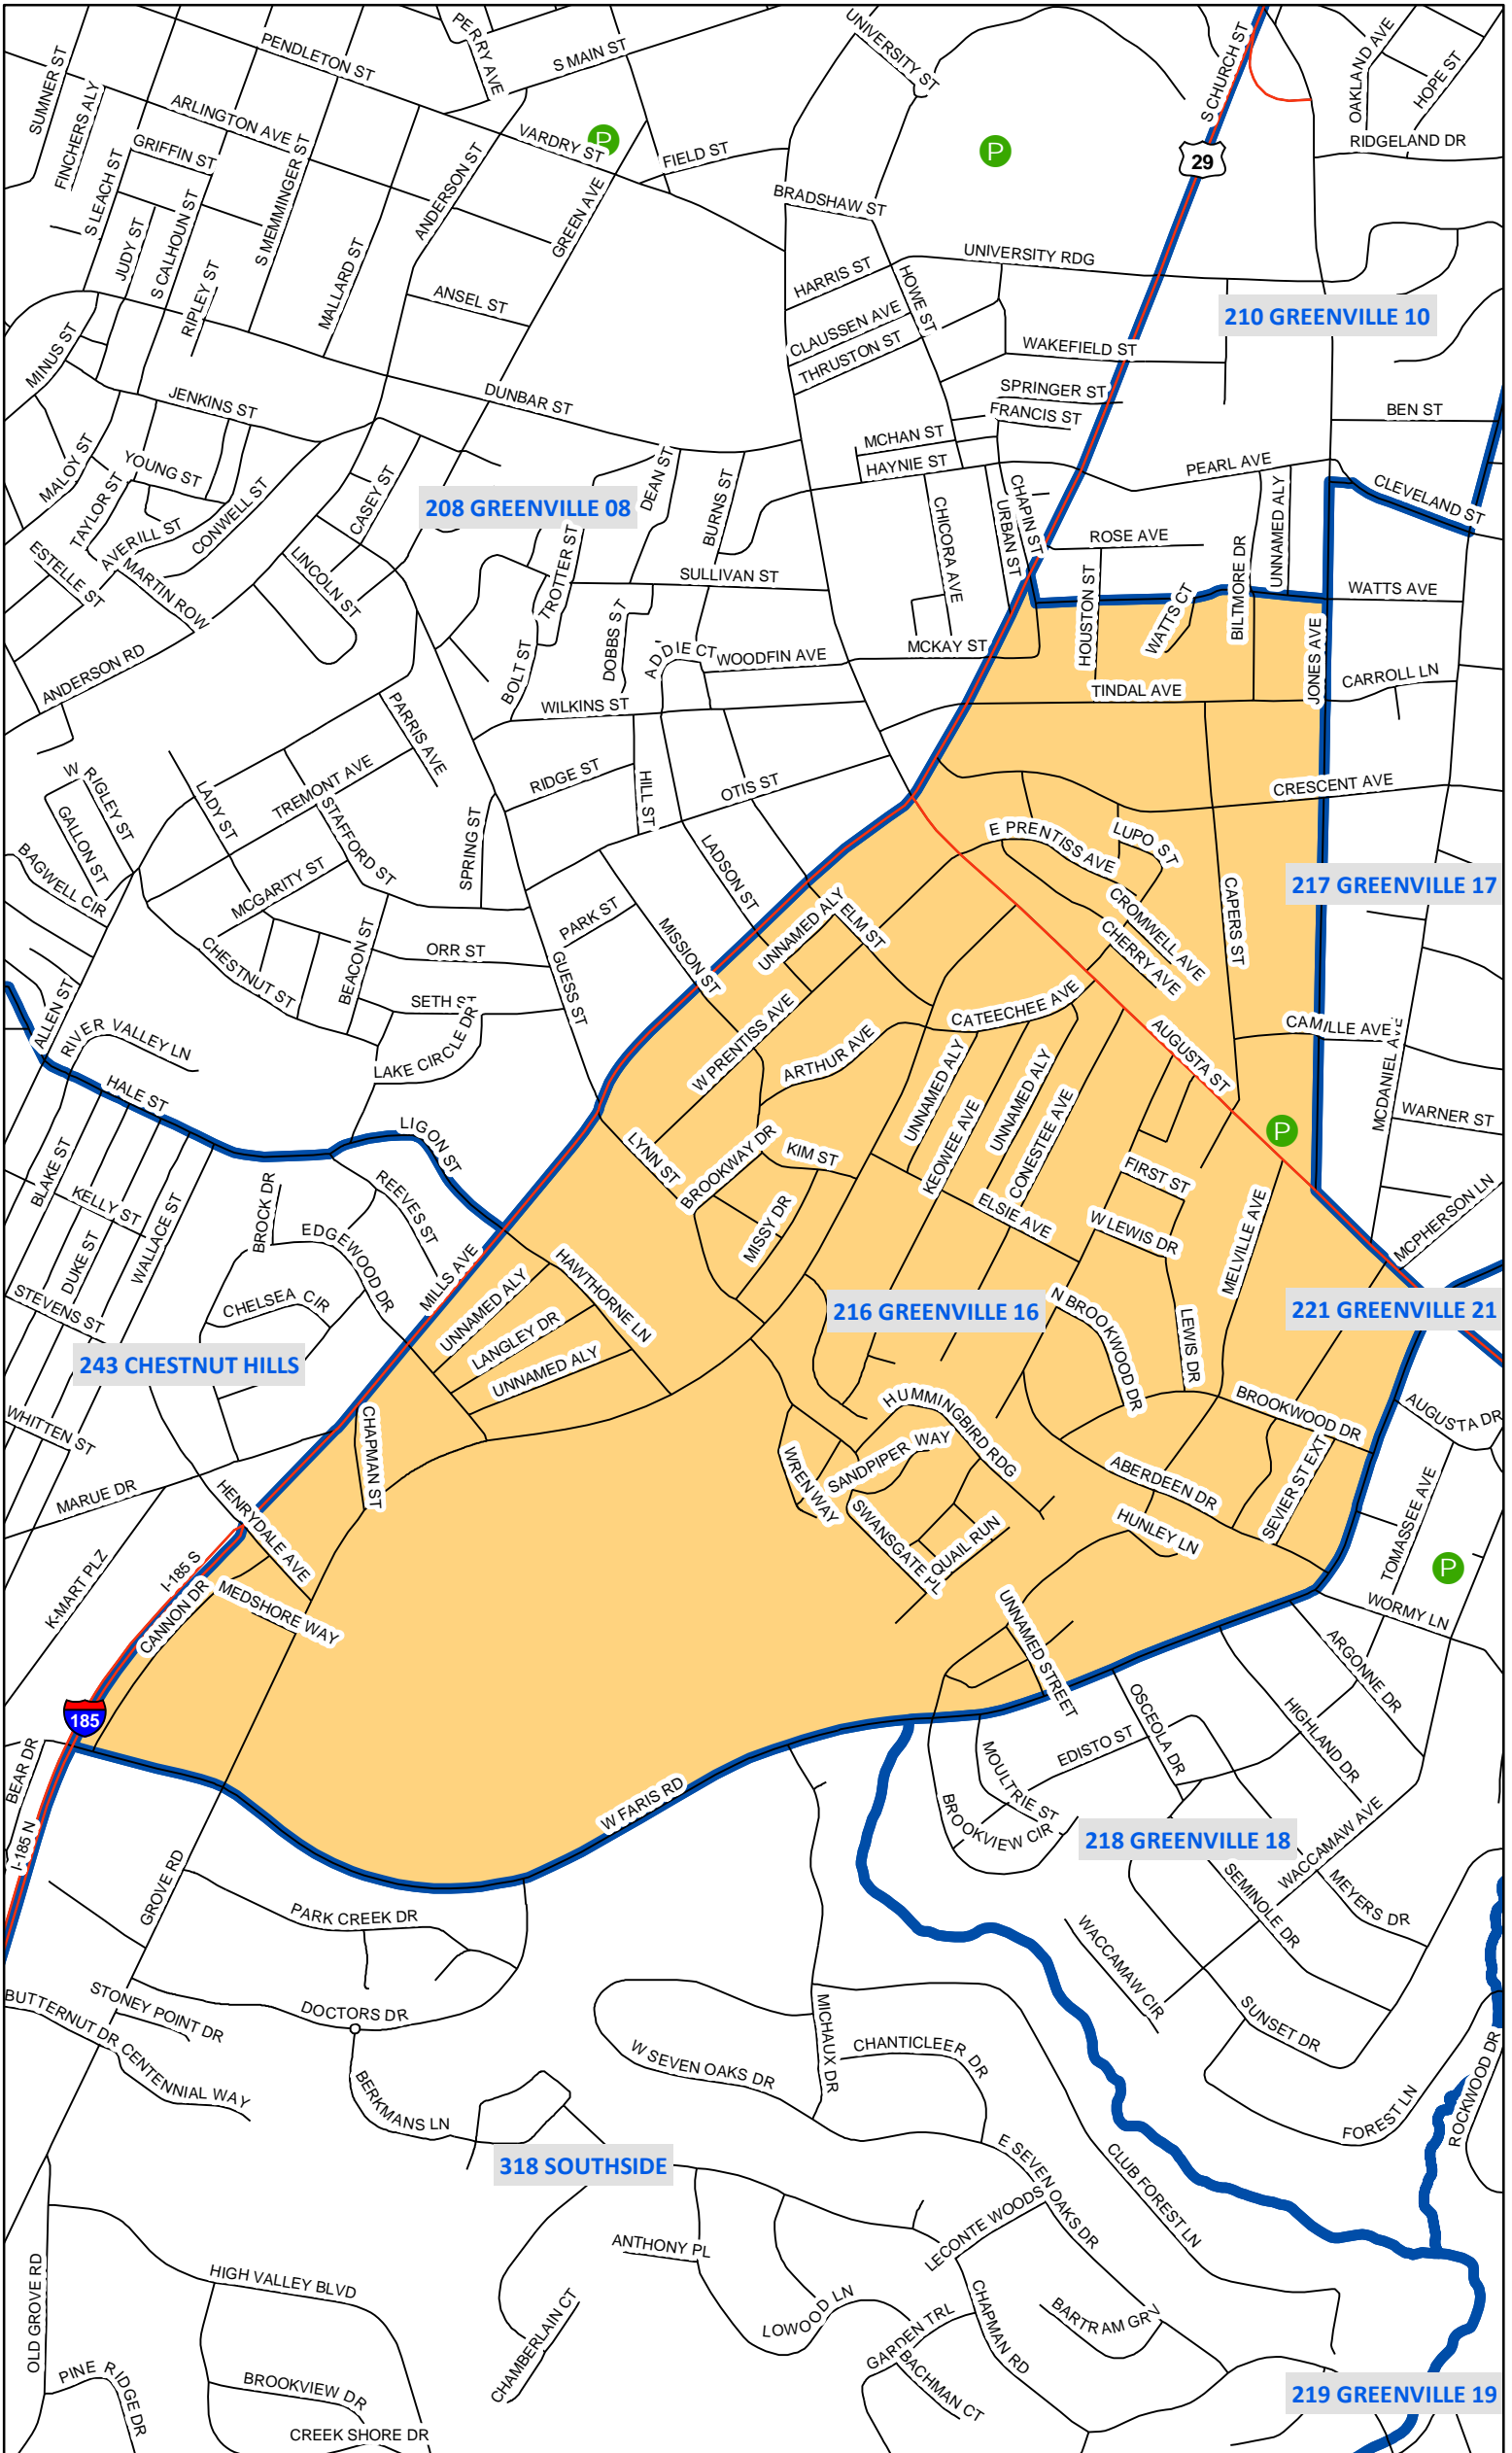 SUMNER ST
FINCHERS ALY
PENDLETON ST
PERRY AVE
S MAIN ST
UNIVERSITY ST
S CHURCH ST
OAKLAND AVE
HOPE ST
ARLINGTON AVE
GRIFFIN ST
S LEACH ST
JUDY ST
S CALHOUN ST
RIPLEY ST
S MEMMINGER ST
MALLARD ST
ANDERSON ST
VARDRY ST
P
FIELD ST
GREEN AVE
P
29
RIDGELAND DR
BRADSHAW ST
UNIVERSITY RDG
HARRIS ST
HOWE ST
CLAUSSEN AVE
THRUSTON ST
ANSEL ST
210 GREENVILLE 10
WAKEFIELD ST
MINUS ST
JENKINS ST
DUNBAR ST
SPRINGER ST
FRANCIS ST
BEN ST
MCHAN ST
HAYNIE ST
PEARL AVE
CLEVELAND ST
MALOY ST
YOUNG ST
TAYLOR ST
AVERILL ST
CONWELL ST
CASEY ST
208 GREENVILLE 08
DEAN ST
BURNS ST
CHICORA AVE
URBAN ST
CHAPIN ST
ROSE AVE
BILTMORE DR
UNNAMED ALY
ESTELLE ST
MARTIN ROW
LINCOLN ST
TROTTER ST
SULLIVAN ST
HOUSTON ST
WATTS CT
WATTS AVE
ANDERSON RD
BOLT ST
DOBBS ST
ADDIE CT
WOODFIN AVE
MCKAY ST
JONES AVE
CARROLL LN
TINDAL AVE
WILKINS ST
PARRIS AVE
W RIGLEY ST
GALLON ST
LADY ST
TREMONT AVE
STAFFORD ST
RIDGE ST
HILL ST
OTIS ST
CRESCENT AVE
BAGWELL CIR
MCGARITY ST
SPRING ST
LADSON ST
E PRENTISS AVE
LUPO ST
217 GREENVILLE 17
CAPERS ST
CROMWELL AVE
CHERRY AVE
UNNAMED ALY
ELM ST
PARK ST
MISSION ST
CHESTNUT ST
BEACON ST
ORR ST
SETH ST
GUESS ST
ALLEN ST
RIVER VALLEY LN
LAKE CIRCLE DR
W PRENTISS AVE
ARTHUR AVE
CATEECHEE AVE
AUGUSTA ST
CAMILLE AVE
MCDANIEL AVE
WARNER ST
HALE ST
LIGON ST
UNNAMED ALY
KEOWEE AVE
UNNAMED ALY
CONESTEE AVE
P
LYNN ST
BROOKWAY DR
KIM ST
FIRST ST
BLAKE ST
KELLY ST
DUKE ST
WALLACE ST
BROCK DR
REEVES ST
EDGEWOOD DR
MISSY DR
ELSIE AVE
W LEWIS DR
MELVILLE AVE
MCPHERSON LN
STEVENS ST
CHELSEA CIR
MILLS AVE
UNNAMED ALY
LANGLEY DR
UNNAMED ALY
HAWTHORNE LN
216 GREENVILLE 16
N BROOKWOOD DR
LEWIS DR
221 GREENVILLE 21
243 CHESTNUT HILLS
WHITTEN ST
CHAPMAN ST
HUMMINGBIRD RDG
BROOKWOOD DR
AUGUSTA DR
WREN WAY
SANDPIPER WAY
ABERDEEN DR
SEVIER ST EXT
TOMASSEE AVE
MARUE DR
HENRYDALE AVE
SWANSGATE PL
QUAIL RUN
HUNLEY LN
P
K-MART PLZ
I-185 S
CANNON DR
MEDSHORE WAY
UNNAMED STREET
WORMY LN
ARGONNE DR
185
BEAR DR
I-185 N
W FARIS RD
OSCEOLA DR
EDISTO ST
MOULTRIE ST
BROOKVIEW CIR
HIGHLAND DR
218 GREENVILLE 18
WACCAMAW AVE
SEMINOLE DR
MEYERS DR
GROVE RD
PARK CREEK DR
WACCAMAW CIR
SUNSET DR
STONEY POINT DR
BUTTERNUT DR
CENTENNIAL WAY
DOCTORS DR
BERKMANS LN
MICHAUX DR
W SEVEN OAKS DR
CHANTICLEER DR
FOREST LN
ROCKWOOD DR
318 SOUTHSIDE
E SEVEN OAKS DR
CLUB FOREST LN
LECONTE WOODS
ANTHONY PL
OLD GROVE RD
HIGH VALLEY BLVD
CHAMBERLAIN CT
LOWOOD LN
GARDEN TRL
CHAPMAN RD
BARTRAM GRV
BACHMAN CT
PINE RIDGE DR
BROOKVIEW DR
CREEK SHORE DR
219 GREENVILLE 19